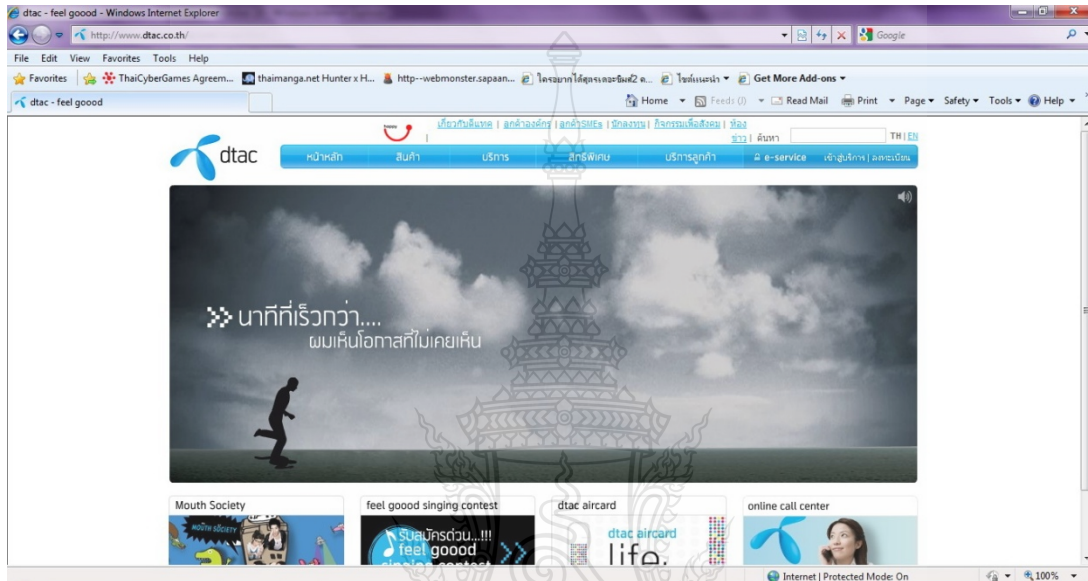 dtac - feel goood - Windows Internet Explorer
http://www.dtac.co.th/
Google
File Edit View Favorites Tools Help
Favorites ThaiCyberGames Agreem... thaimanga.net Hunter x H... http--webmonster.sapaan... Get More Add-ons
dtac - feel goood
Home Feeds (J) Read Mail Print Page Safety Tools Help
happy เกี่ยวกับดีแทค | ลูกค้าองค์กร | ลูกค้าSMEs | นักลงทุน | กิจกรรมเพื่อสังคม | ห้อง
ข่าว | ค้นหา TH | EN
dtac หน้าหลัก สินค้า บริการ สิทธิพิเศษ บริการลูกค้า e-service เข้าสู่บริการ | ลงทะเบียน
นาทีที่เร็วกว่า....
ผมเห็นโอกาสที่ไม่เคยเห็น
Mouth Society feel goood singing contest dtac aircard online call center
MOUTH SOCIETY
รับสมัครด่วน...!!!
feel goood
singing contest
dtac aircard
life.
Internet | Protected Mode: On 100%